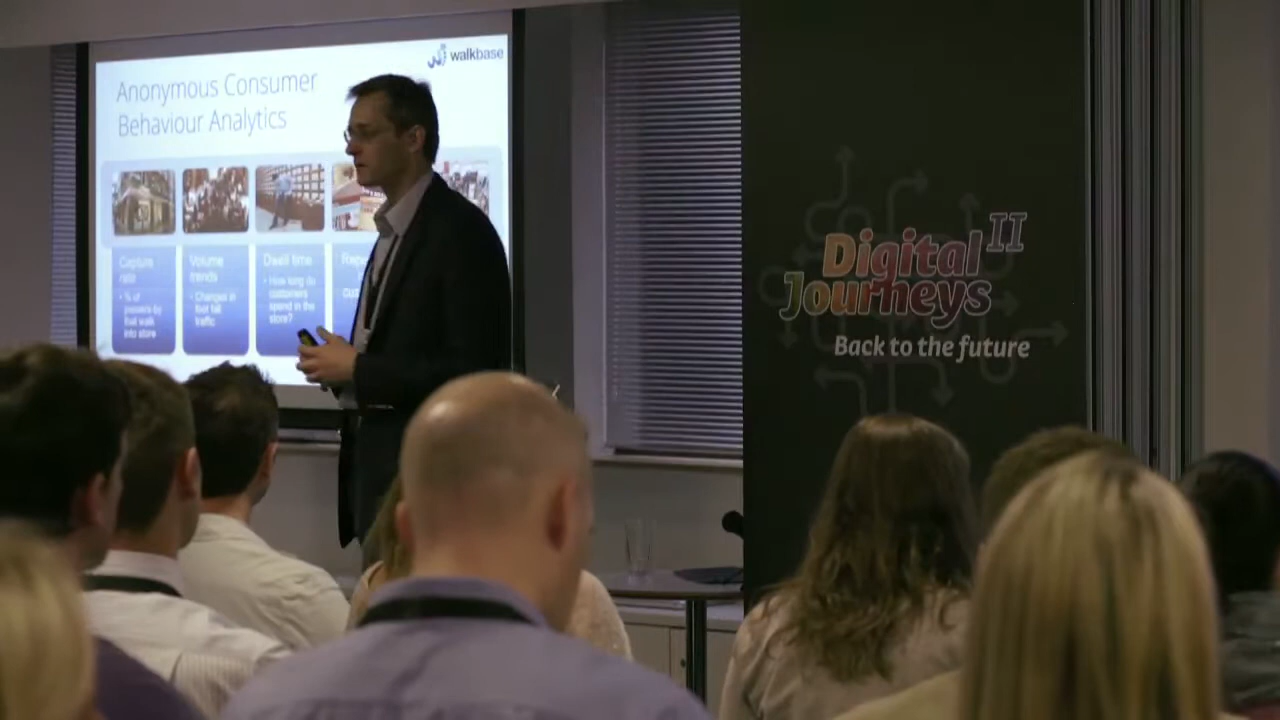 walkbase
Anonymous Consumer
Behaviour Analytics
Capture
rate
• % of
passers by
that walk
into store
Volume
trends
• Changes in
foot fall
traffic
Dwell time
• How long do
customers
spend in the
store?
Digital II
Journeys
Back to the future